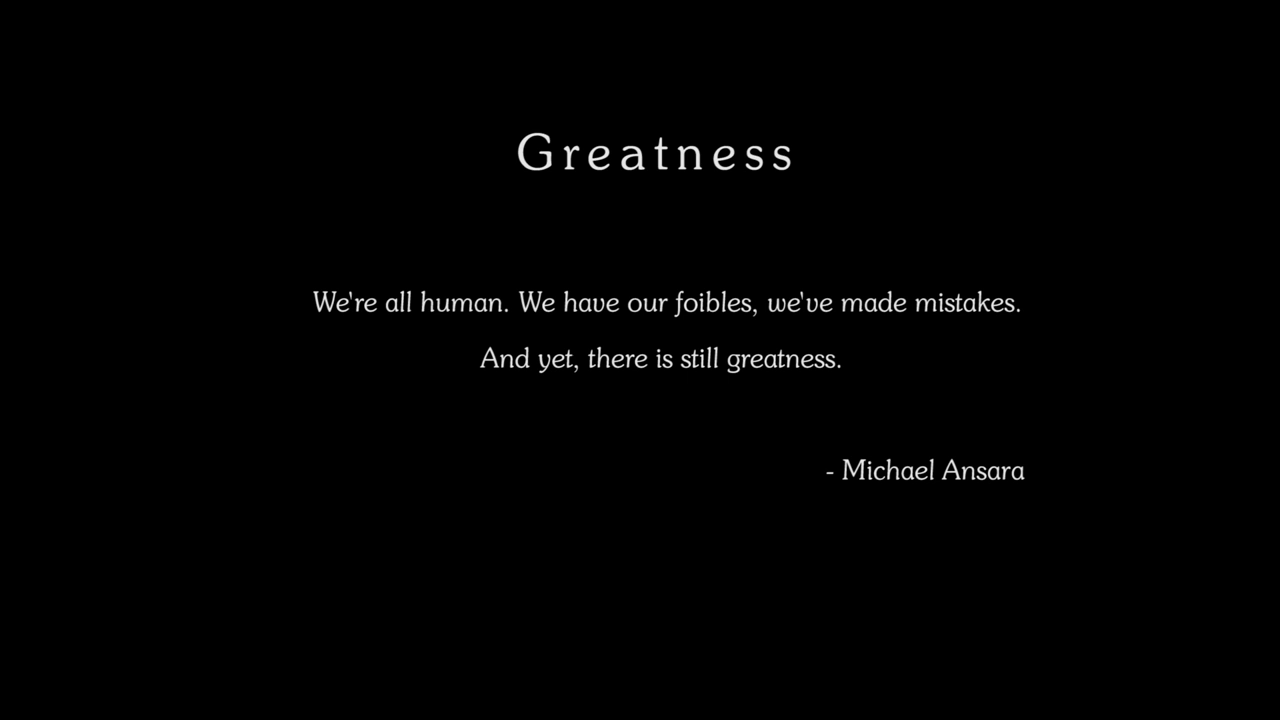 Greatness
We're all human. We have our foibles, we've made mistakes.
And yet, there is still greatness.
- Michael Ansara